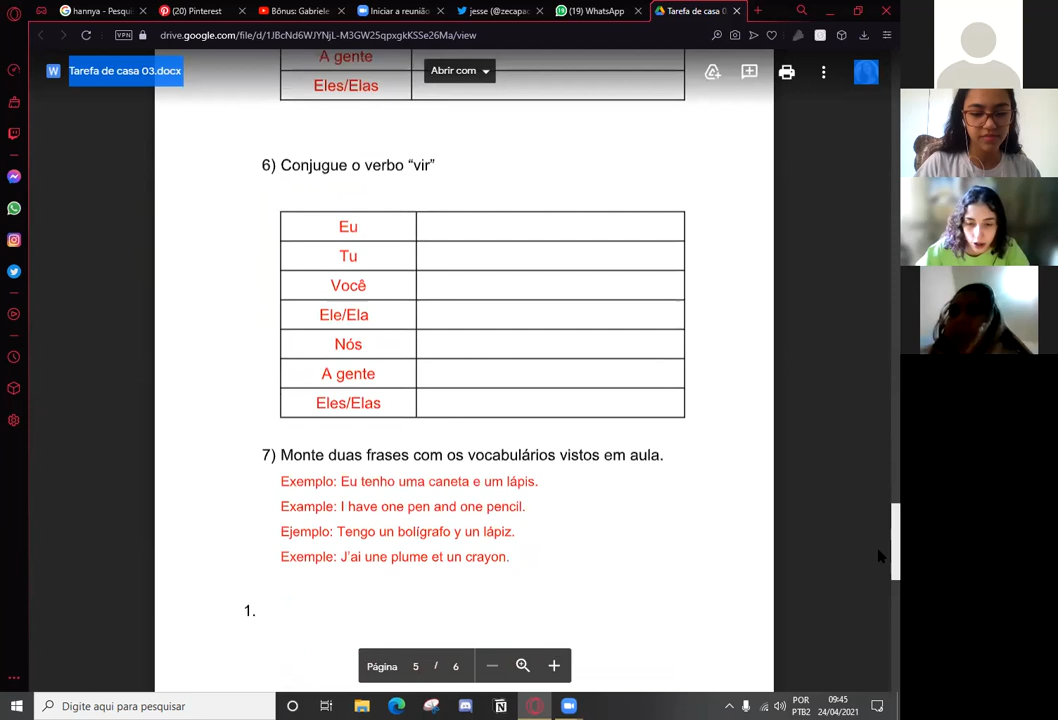 hannya - Pesqui
(20) Pinterest
Bônus: Gabriele
Iniciar a reunião
jesse (@zecapac
(19) WhatsApp
Tarefa de casa 0
VPN
drive.google.com/file/d/1JBcNd6WJYNjL-M3GW25qpxgkKSSe26Ma/view
W
Tarefa de casa 03.docx
Abrir com
A gente
Eles/Elas
6) Conjugue o verbo “vir”
Eu
Tu
Você
Ele/Ela
Nós
A gente
Eles/Elas
7) Monte duas frases com os vocabulários vistos em aula.
Exemplo: Eu tenho uma caneta e um lápis.
Example: I have one pen and one pencil.
Ejemplo: Tengo un bolígrafo y un lápiz.
Exemple: J’ai une plume et un crayon.
1.
Página 5 / 6
Digite aqui para pesquisar
POR
PTB2
09:45
24/04/2021